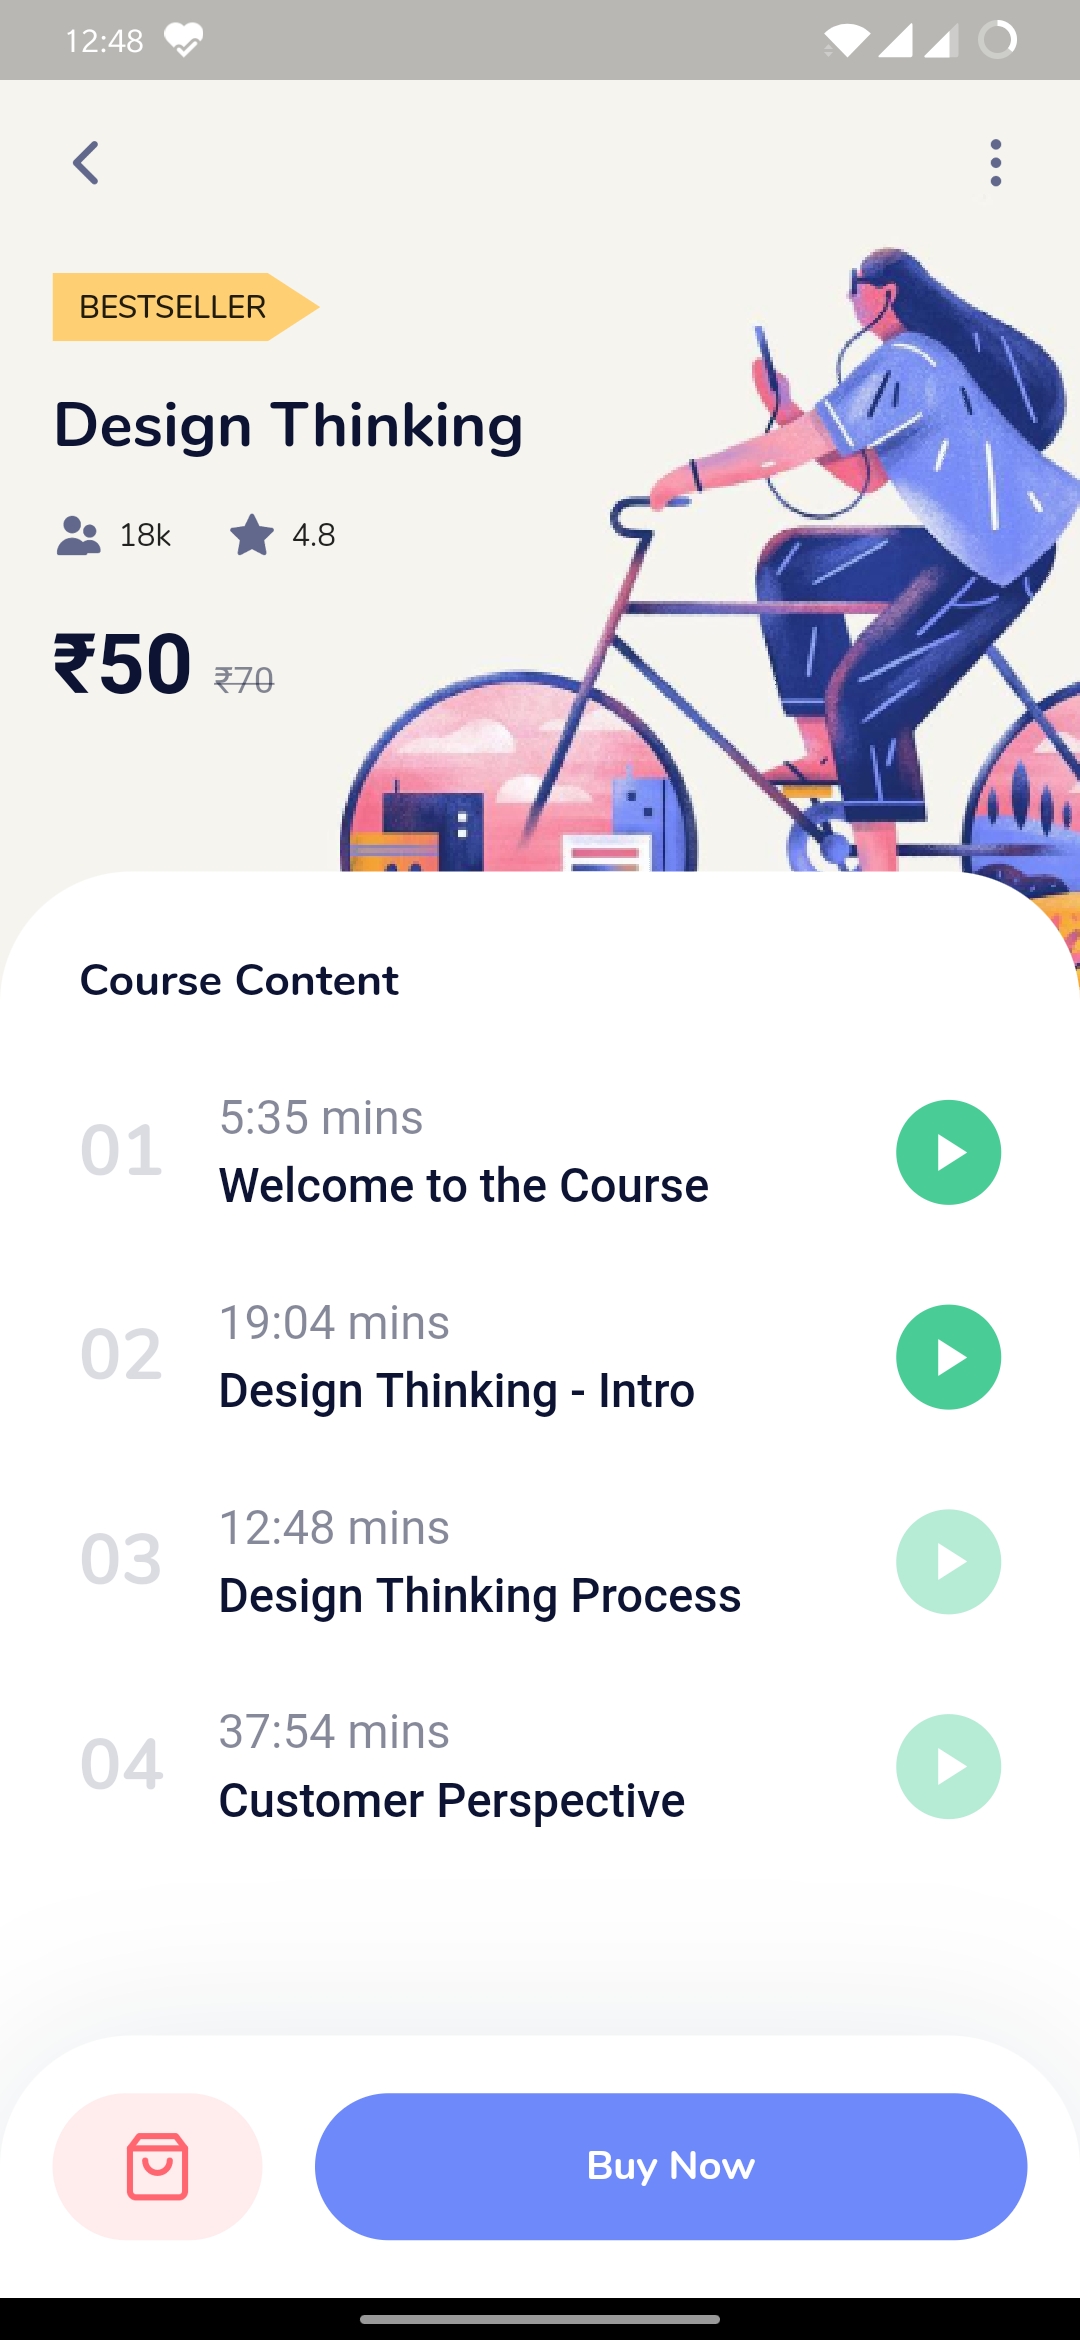 12:48
BESTSELLER
Design Thinking
18k 4.8
₹50 ₹70
Course Content
01 5:35 mins
Welcome to the Course
02 19:04 mins
Design Thinking - Intro
03 12:48 mins
Design Thinking Process
04 37:54 mins
Customer Perspective
Buy Now